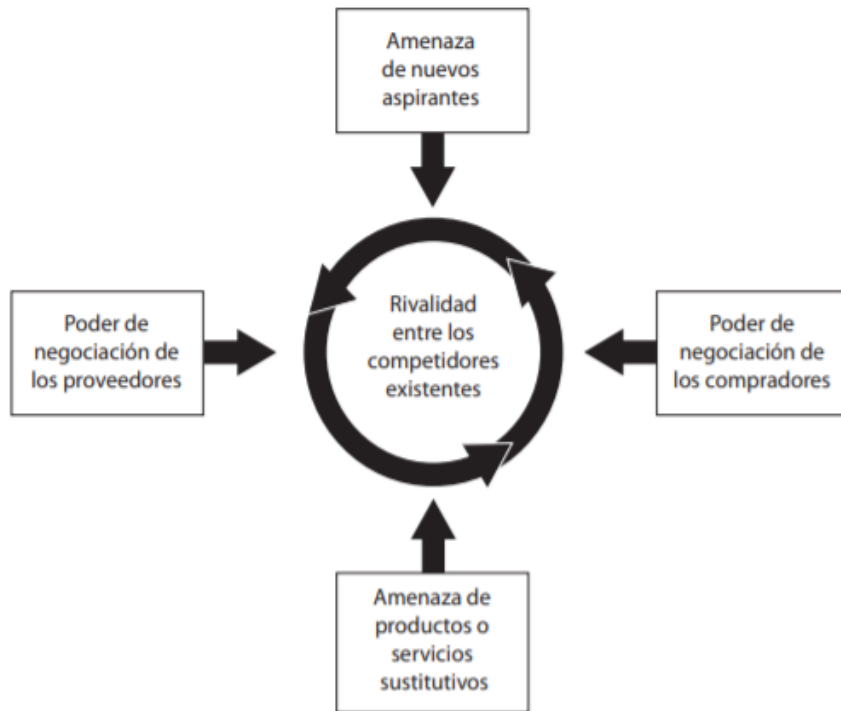 Amenaza
de nuevos
aspirantes
Poder de
negociación de
los proveedores
Rivalidad
entre los
competidores
existentes
Poder de
negociación de
los compradores
Amenaza de
productos o
servicios
sustitutivos